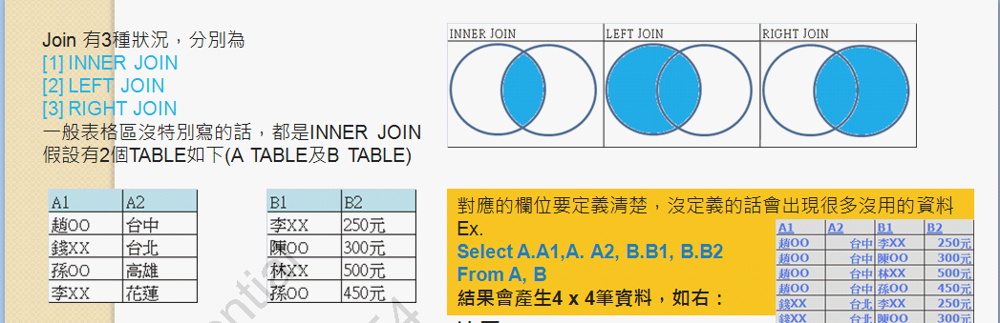 Join 有3種狀況，分別為
[1] INNER JOIN
[2] LEFT JOIN
[3] RIGHT JOIN
一般表格區沒特別寫的話，都是INNER JOIN
假設有2個TABLE如下(A TABLE及B TABLE)
INNER JOIN LEFT JOIN RIGHT JOIN
A1 A2
趙OO 台中
錢XX 台北
孫OO 高雄
李XX 花蓮
B1 B2
李XX 250元
陳OO 300元
林XX 500元
孫OO 450元
對應的欄位要定義清楚，沒定義的話會出現很多沒用的資料
Ex.
Select A.A1,A. A2, B.B1, B.B2
From A, B
結果會產生4 x 4筆資料，如右：
A1 A2 B1 B2
趙OO 台中 李XX 250元
趙OO 台中 陳OO 300元
趙OO 台中 林XX 500元
趙OO 台中 孫OO 450元
錢XX 台北 李XX 250元
錢XX 台北 陳OO 300元